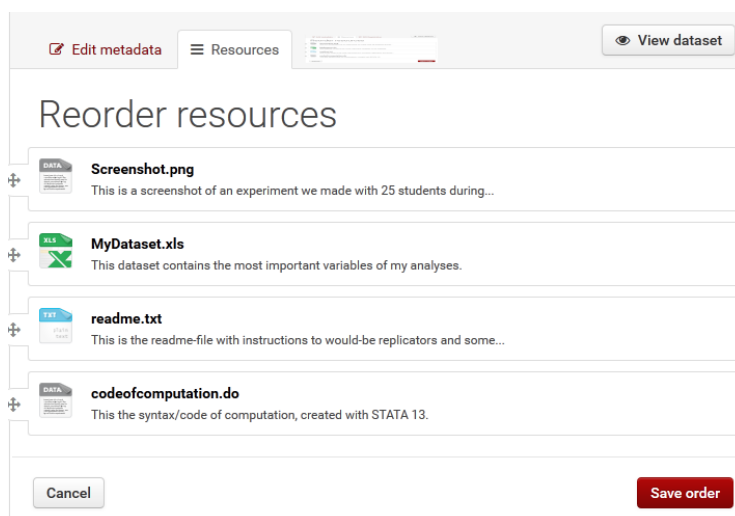 Edit metadata
Resources
View dataset
Reorder resources
DATA
Screenshot.png
This is a screenshot of an experiment we made with 25 students during...
XLS
MyDataset.xls
This dataset contains the most important variables of my analyses.
TXT
readme.txt
This is the readme-file with instructions to would-be replicators and some...
DATA
codeofcomputation.do
This the syntax/code of computation, created with STATA 13.
Cancel
Save order